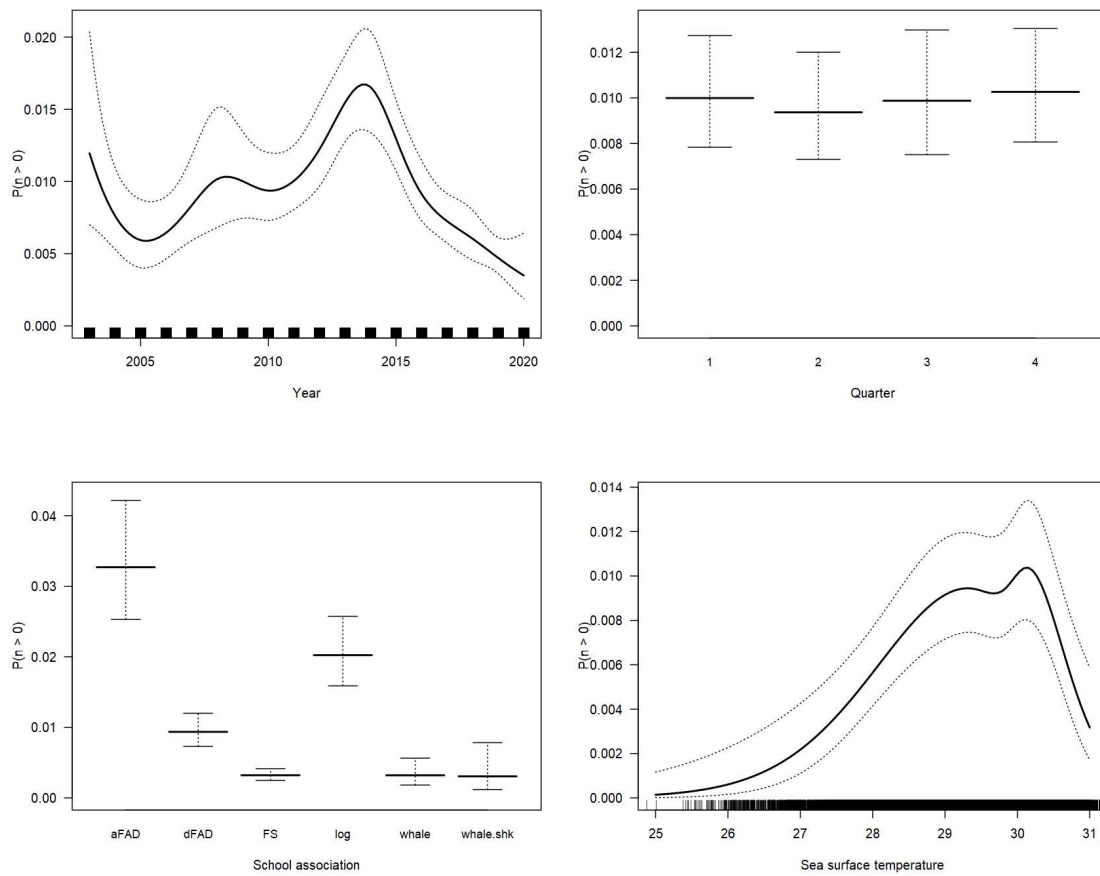 0.020
0.015
0.010
0.005
0.000
P(n > 0)
2005 2010 2015 2020
Year
0.012
0.010
0.008
0.006
0.004
0.002
0.000
P(n > 0)
1 2 3 4
Quarter
0.04
0.03
0.02
0.01
0.00
P(n > 0)
aFAD dFAD FS log whale whale.shk
School association
0.014
0.012
0.010
0.008
0.006
0.004
0.002
0.000
P(n > 0)
25 26 27 28 29 30 31
Sea surface temperature